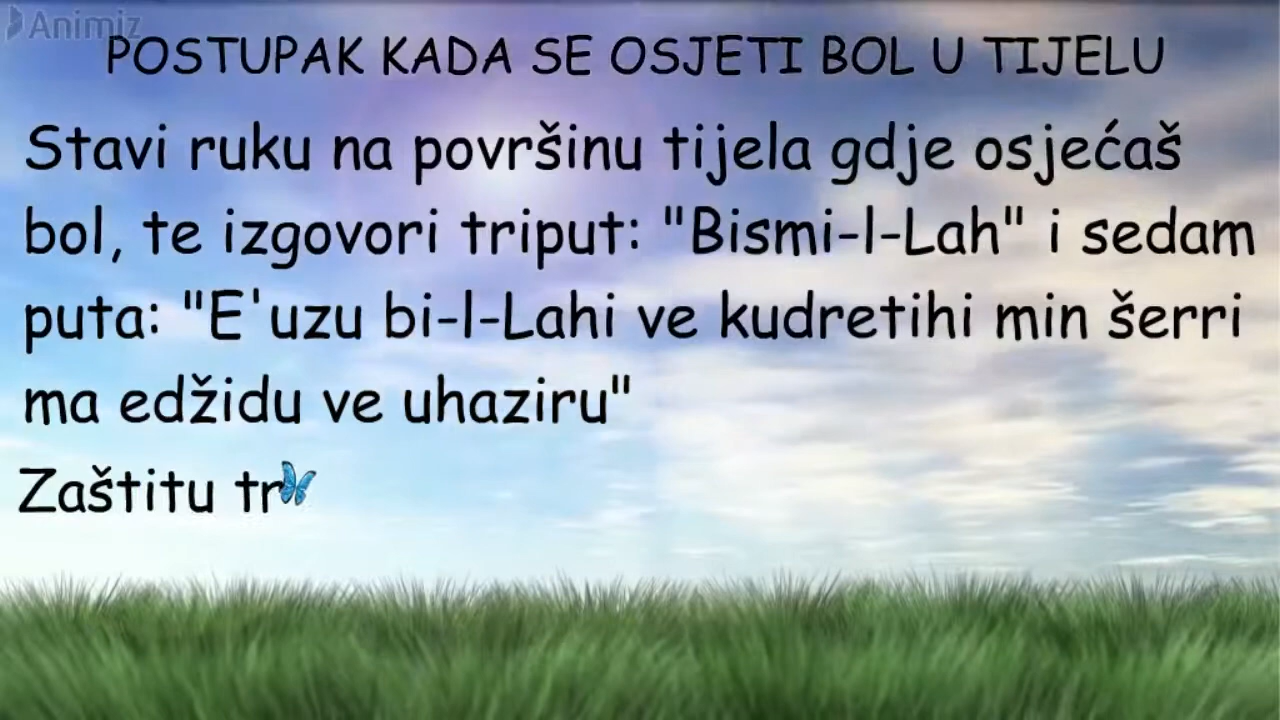 Animiz
POSTUPAK KADA SE OSJETI BOL U TIJELU
Stavi ruku na površinu tijela gdje osjećaš
bol, te izgovori triput: "Bismi-l-Lah" i sedam
puta: "E'uzu bi-l-Lahi ve kudretihi min šerri
ma edžidu ve uhaziru"
Zaštitu tr